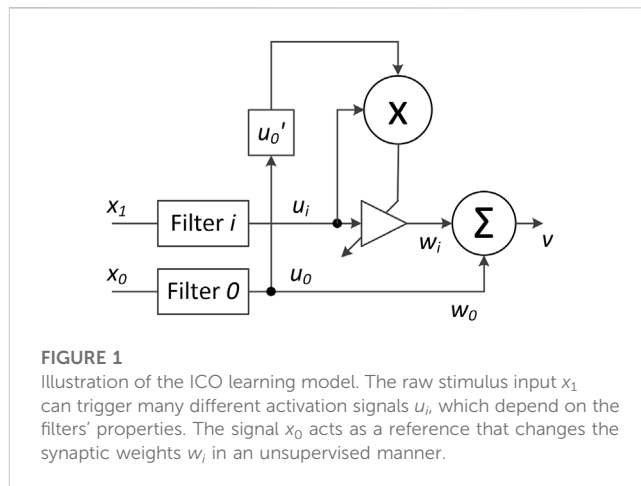 X
u₀'
x₁
Filter i
uᵢ
wᵢ
Σ
v
x₀
Filter 0
u₀
w₀
FIGURE 1
Illustration of the ICO learning model. The raw stimulus input x₁
can trigger many different activation signals uᵢ, which depend on the
filters' properties. The signal x₀ acts as a reference that changes the
synaptic weights wᵢ in an unsupervised manner.